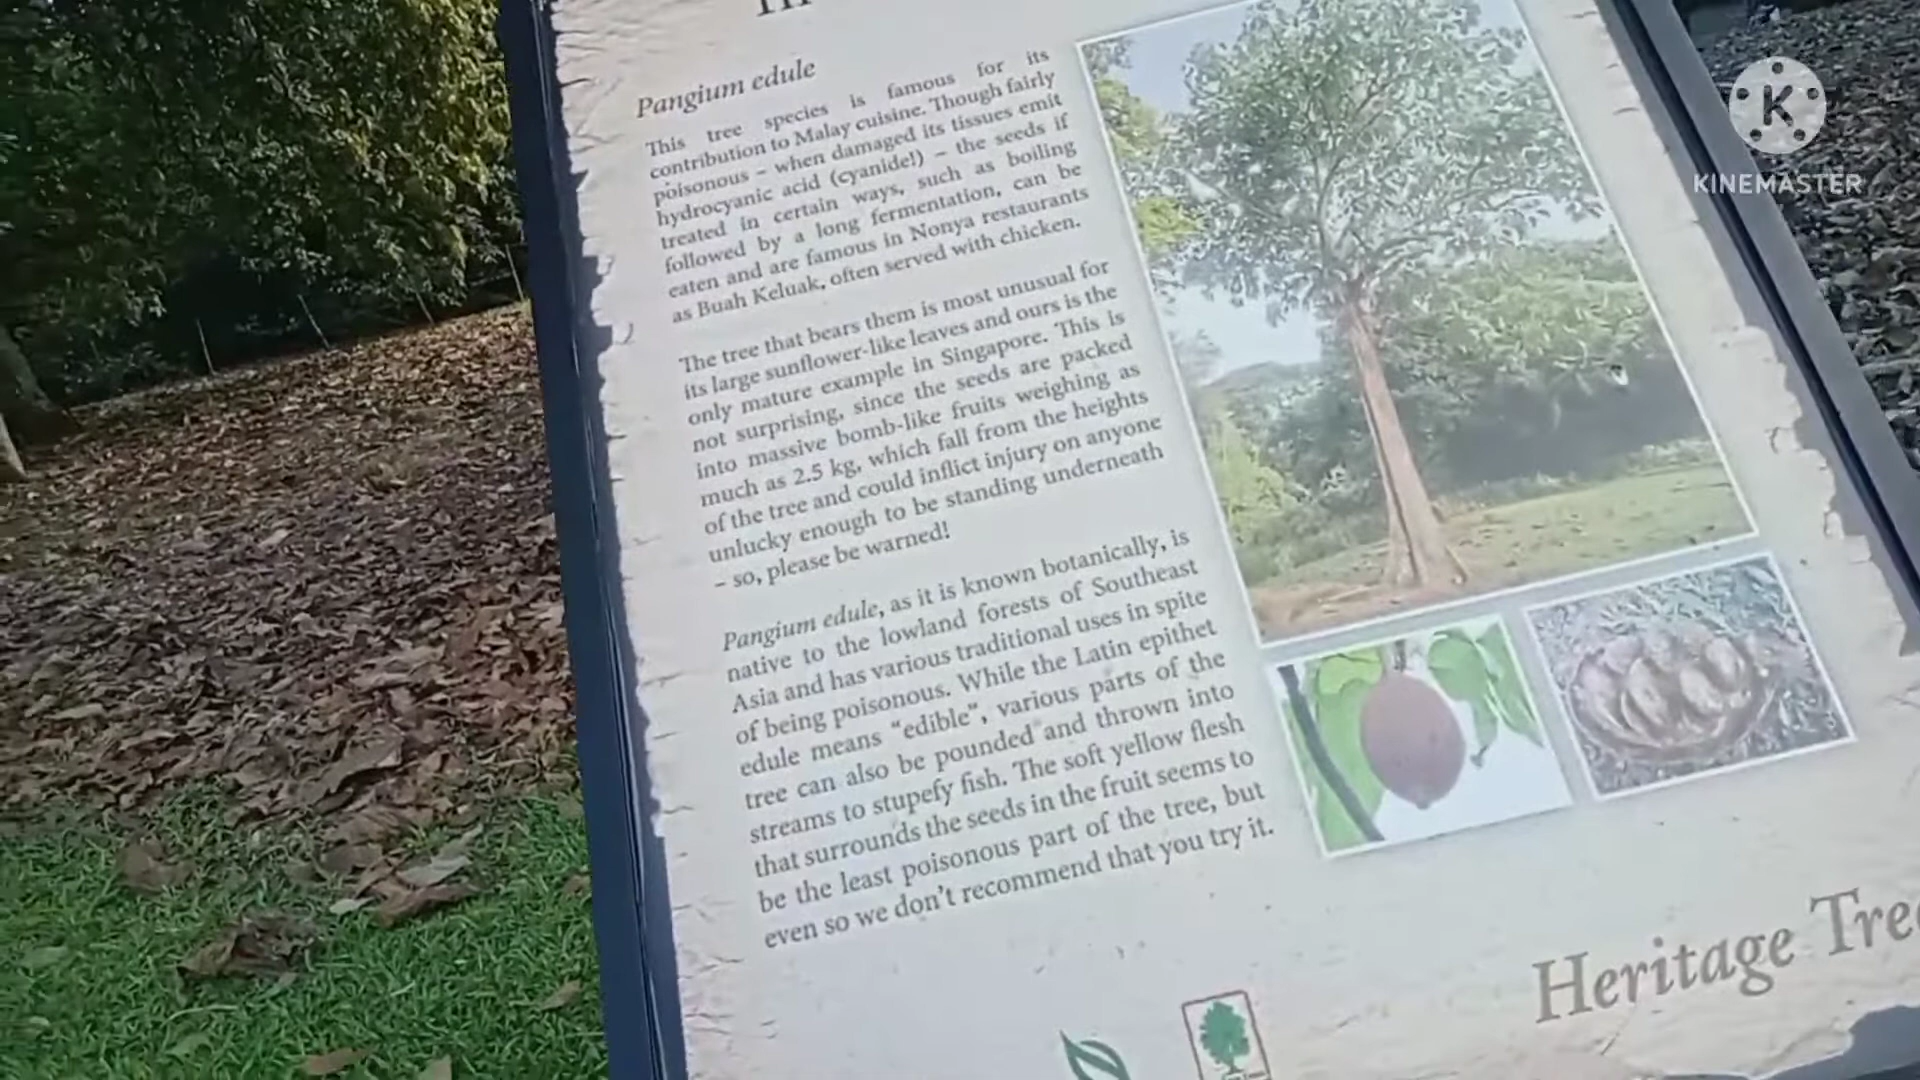 Pangium edule
This tree species is famous for its
contribution to Malay cuisine. Though fairly
poisonous – when damaged its tissues emit
hydrocyanic acid (cyanide!) – the seeds if
treated in certain ways, such as boiling
followed by a long fermentation, can be
eaten and are famous in Nonya restaurants
as Buah Keluak, often served with chicken.
The tree that bears them is most unusual for
its large sunflower-like leaves and ours is the
only mature example in Singapore. This is
not surprising, since the seeds are packed
into massive bomb-like fruits weighing as
much as 2.5 kg, which fall from the heights
of the tree and could inflict injury on anyone
unlucky enough to be standing underneath
– so, please be warned!
Pangium edule, as it is known botanically, is
native to the lowland forests of Southeast
Asia and has various traditional uses in spite
of being poisonous. While the Latin epithet
edule means "edible", various parts of the
tree can also be pounded and thrown into
streams to stupefy fish. The soft yellow flesh
that surrounds the seeds in the fruit seems to
be the least poisonous part of the tree, but
even so we don't recommend that you try it.
Heritage
K
KINEMASTER